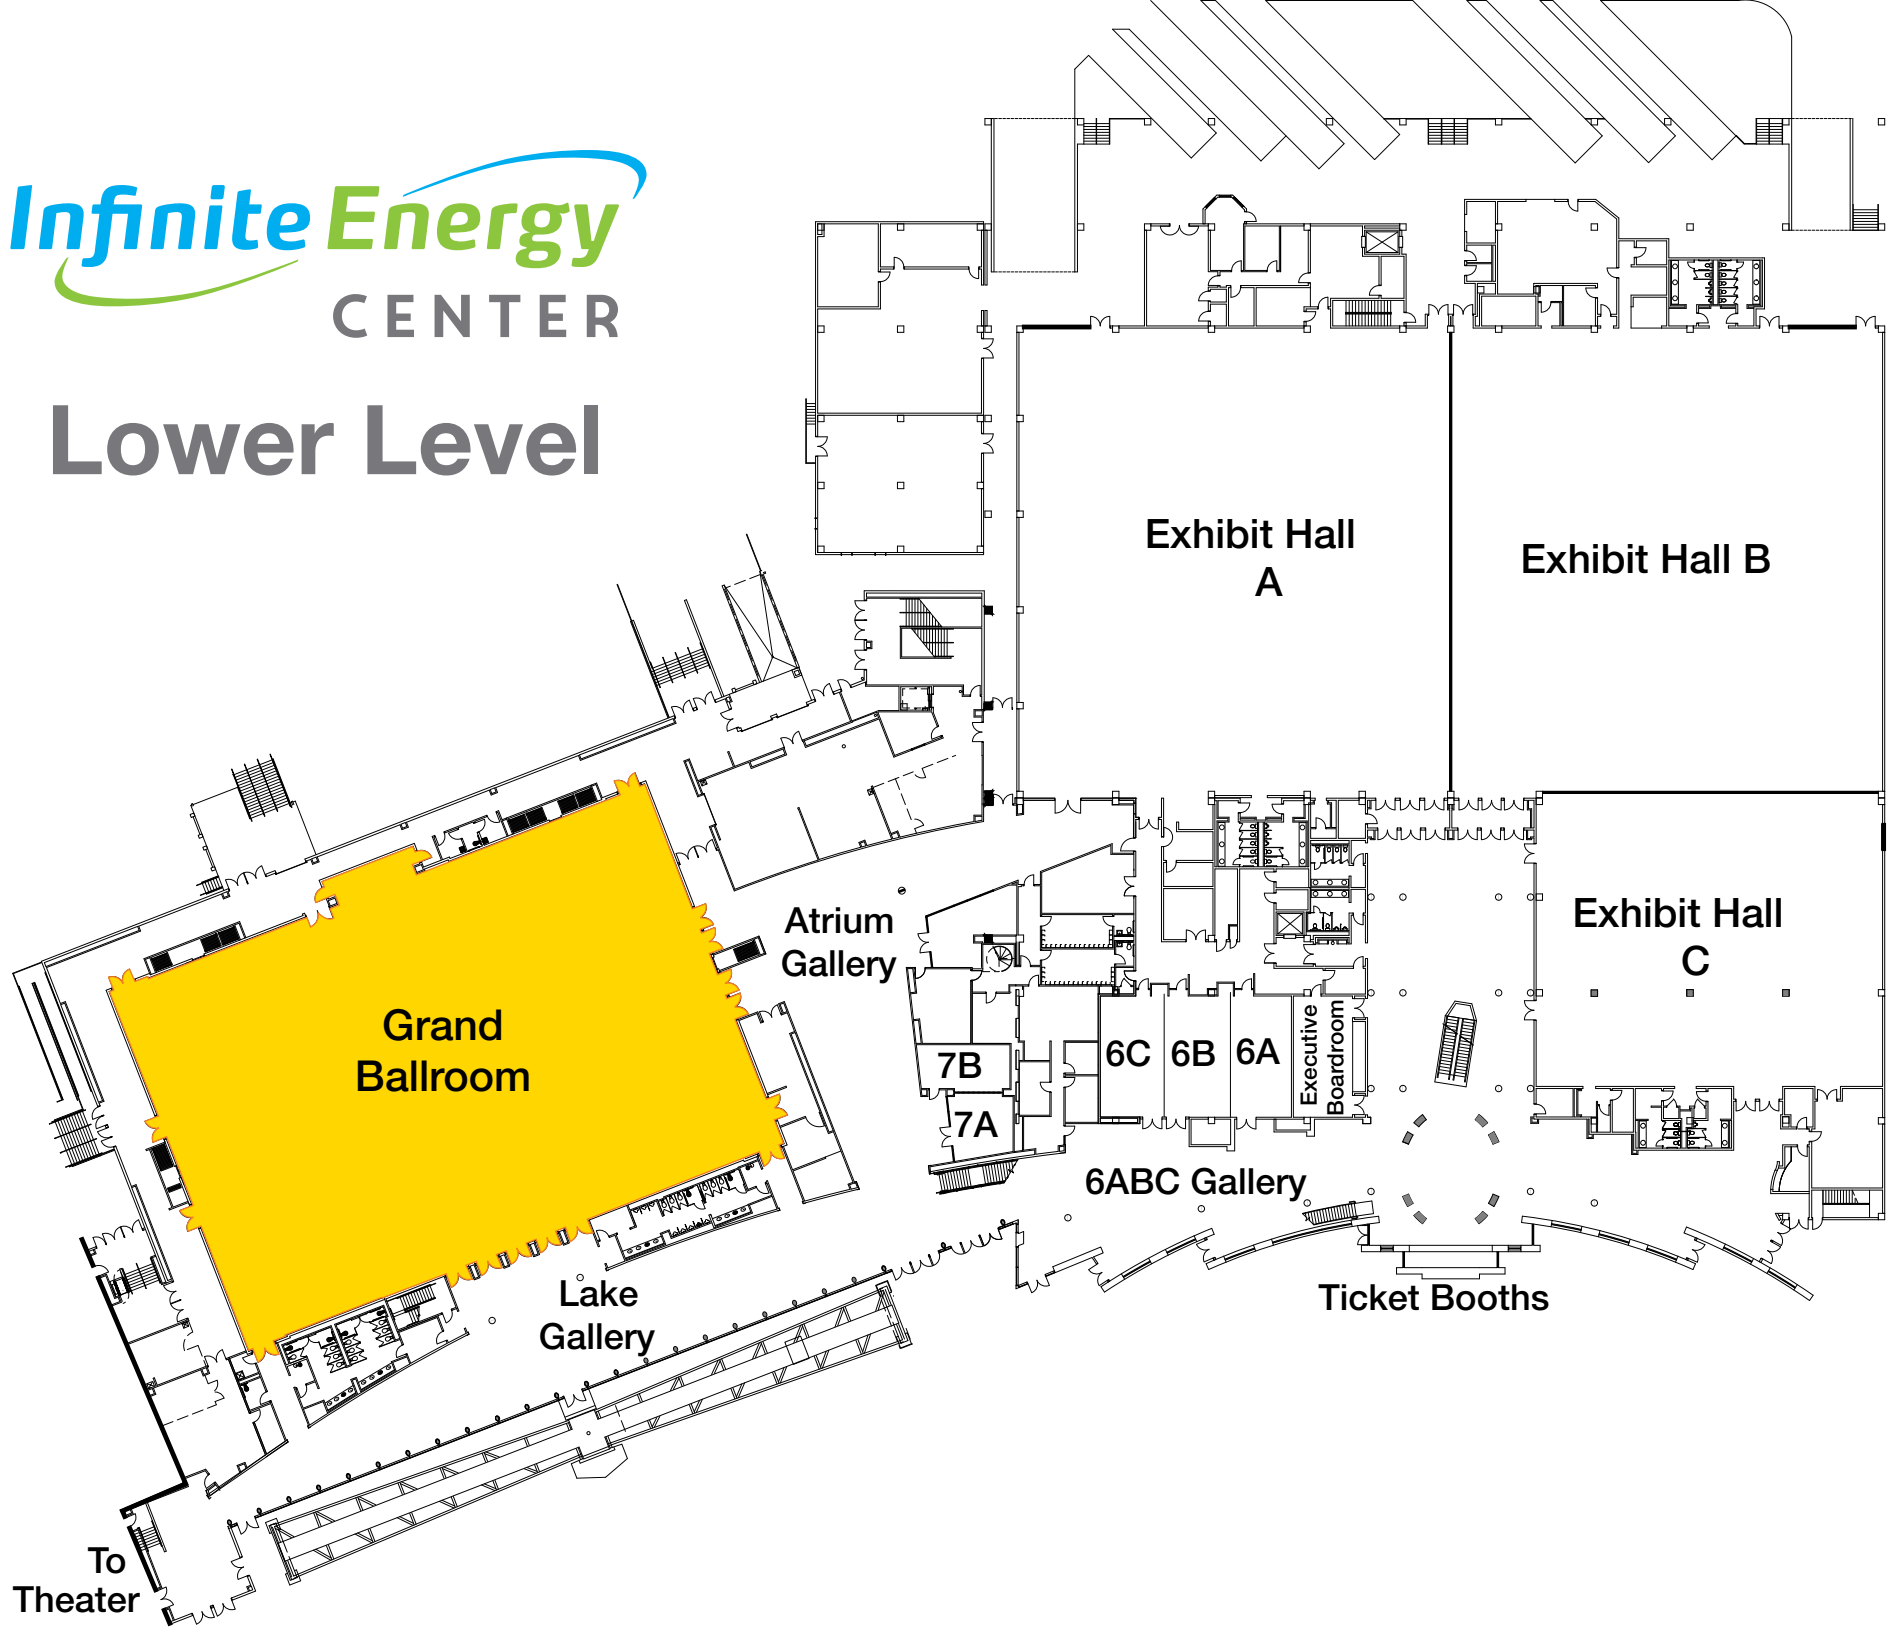 Infinite Energy
CENTER
Lower Level
Exhibit Hall
A
Exhibit Hall B
Exhibit Hall
C
Atrium
Gallery
Grand
Ballroom
7B
7A
6C
6B
6A
Executive
Boardroom
6ABC Gallery
Lake
Gallery
Ticket Booths
To
Theater